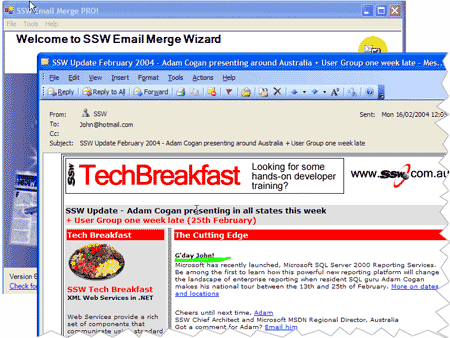 SSW Email Merge PRO!
File Tools Help
Welcome to SSW Email Merge Wizard
SSW Update February 2004 - Adam Cogan presenting around Australia + User Group one week late - Mes...
File Edit View Insert Format Tools Actions Help
Reply Reply to All Forward
From: SSW Sent: Mon 16/02/2004 12:05
To: John@hotmail.com
Cc:
Subject: SSW Update February 2004 - Adam Cogan presenting around Australia + User Group one week late
SSW TechBreakfast
Looking for some
hands-on developer
training?
www.ssw.com.au
SSW Update - Adam Cogan presenting in all states this week
+ User Group one week late (25th February)
Tech Breakfast
SSW Tech Breakfast
XML Web Services in .NET
Web Services provide a rich
set of components that
communicate using standard
The Cutting Edge
G'day John!
Microsoft has recently launched, Microsoft SQL Server 2000 Reporting Services.
Be among the first to learn how this powerful new reporting platform will change
the landscape of enterprise reporting when resident SQL guru Adam Cogan
makes his national tour between the 13th and 25th of February. More on dates
and locations
Cheers until next time, Adam
SSW Chief Architect and Microsoft MSDN Regional Director, Australia
Got a comment for Adam? Email him
Version 6
Check for